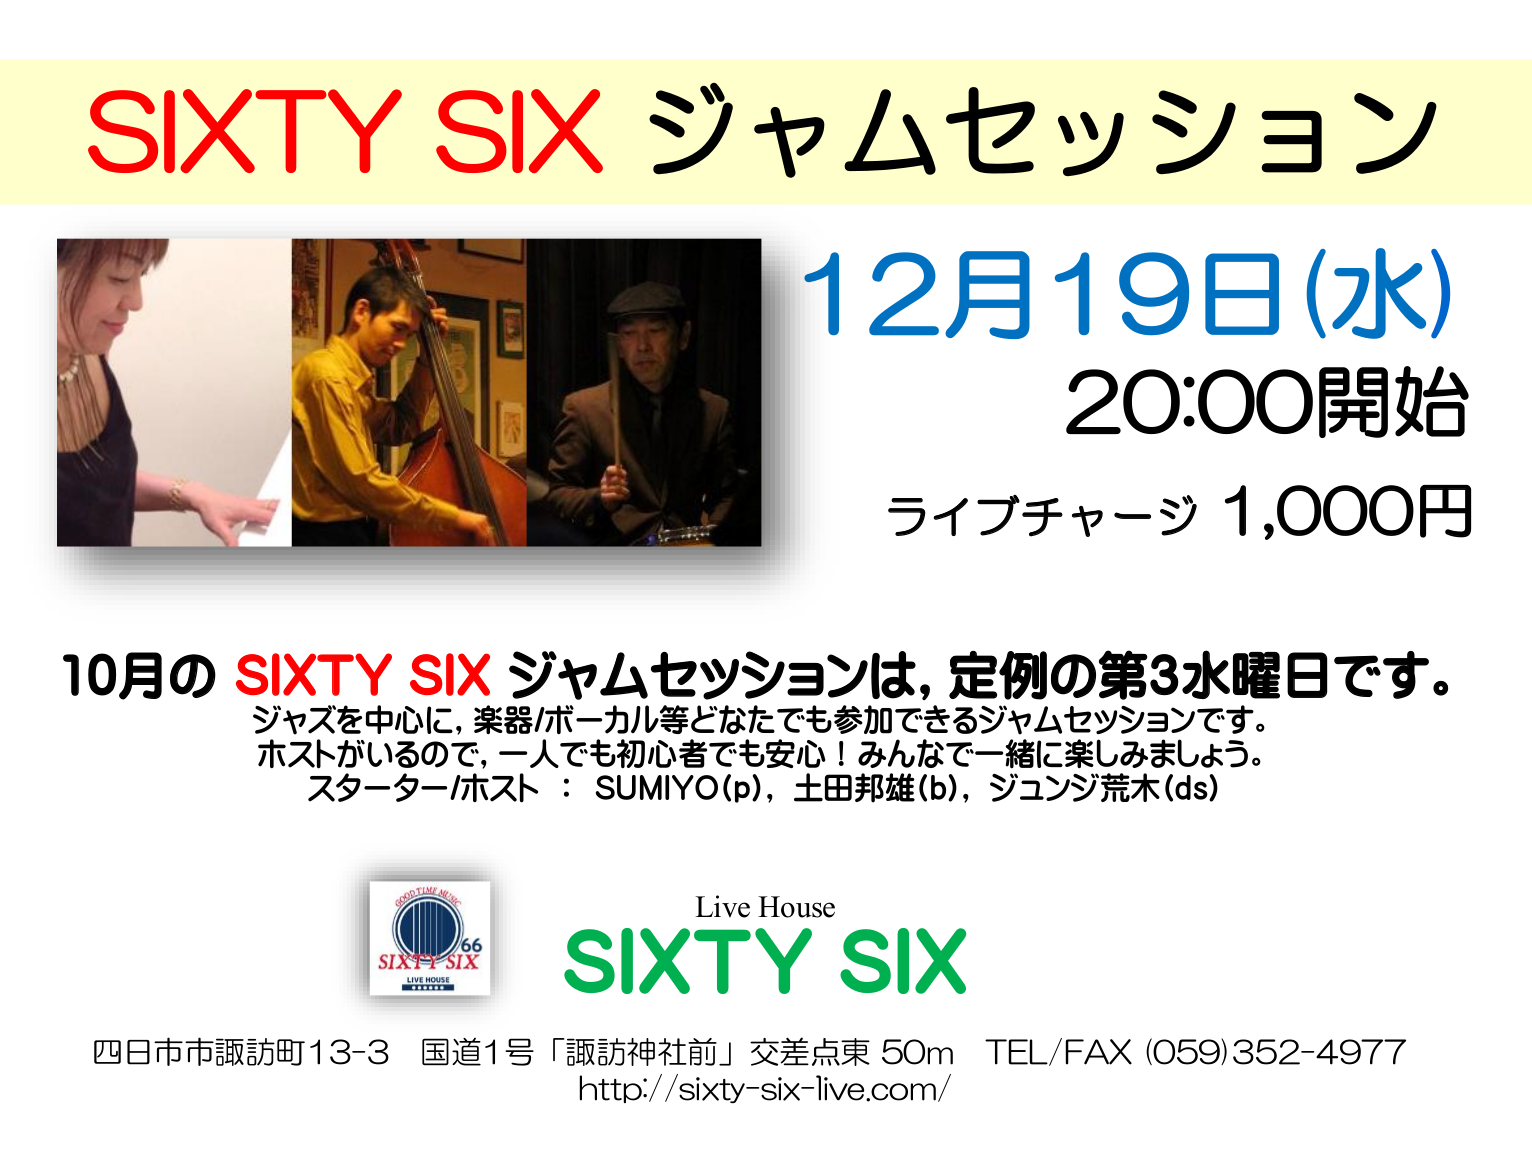 SIXTY SIX ジャムセッション
12月19日(水)
20:00開始
ライブチャージ 1,000円
10月の SIXTY SIX ジャムセッションは, 定例の第3水曜日です。
ジャズを中心に, 楽器/ボーカル等どなたでも参加できるジャムセッションです。
ホストがいるので, 一人でも初心者でも安心！みんなで一緒に楽しみましょう。
スターター/ホスト ： SUMIYO(p), 土田邦雄(b), ジュンジ荒木(ds)
GOOD TIME MUSIC
66
SIXTY SIX
LIVE HOUSE
Live House
SIXTY SIX
四日市市諏訪町13-3　国道1号「諏訪神社前」交差点東 50m　TEL/FAX (059)352-4977
http://sixty-six-live.com/